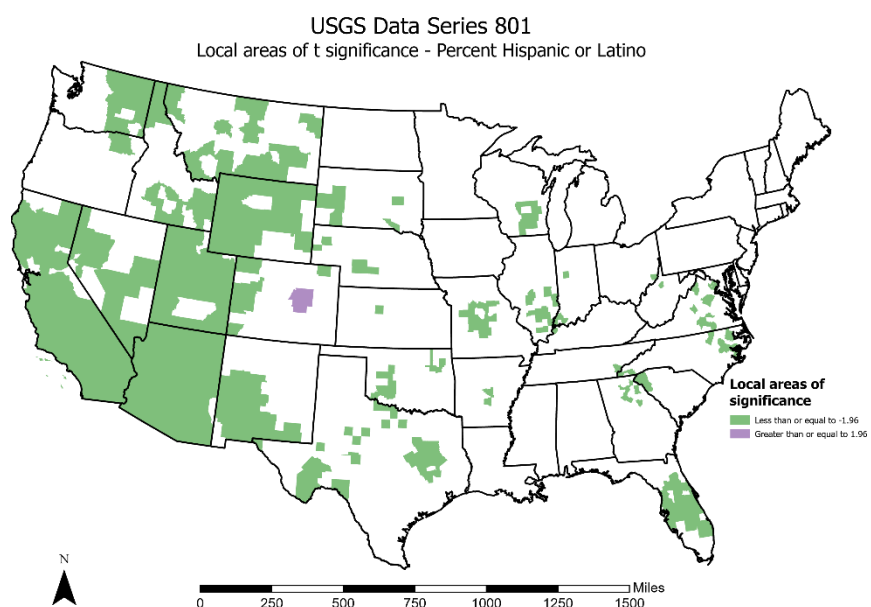 USGS Data Series 801
Local areas of t significance - Percent Hispanic or Latino
Local areas of
significance
Less than or equal to -1.96
Greater than or equal to 1.96
N
Miles
0 250 500 750 1000 1250 1500